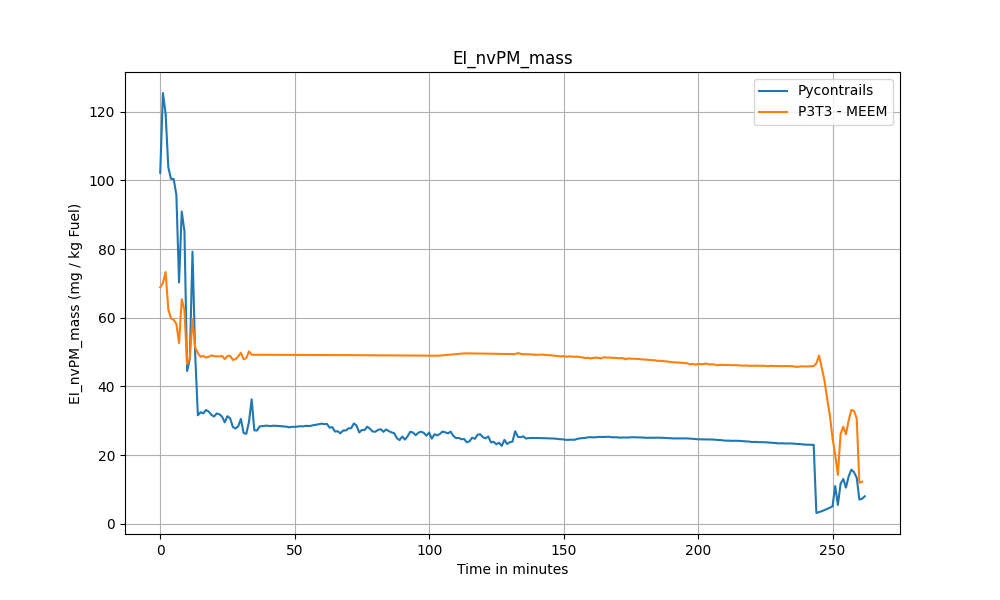 EI_nvPM_mass
Pycontrails
P3T3 - MEEM
EI_nvPM_mass (mg / kg Fuel)
120
100
80
60
40
20
0
0 50 100 150 200 250
Time in minutes